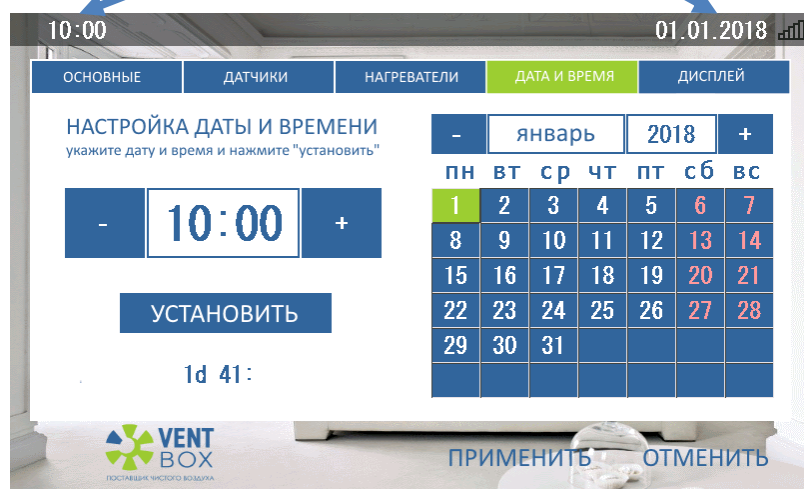 10:00 01.01.2018
ОСНОВНЫЕ ДАТЧИКИ НАГРЕВАТЕЛИ ДАТА И ВРЕМЯ ДИСПЛЕЙ
НАСТРОЙКА ДАТЫ И ВРЕМЕНИ
укажите дату и время и нажмите "установить"
- 10:00 +
УСТАНОВИТЬ
1d 41:
- январь 2018 +
пн вт ср чт пт сб вс
1 2 3 4 5 6 7
8 9 10 11 12 13 14
15 16 17 18 19 20 21
22 23 24 25 26 27 28
29 30 31
VENT
BOX
ПОСТАВЩИК ЧИСТОГО ВОЗДУХА
ПРИМЕНИТЬ ОТМЕНИТЬ